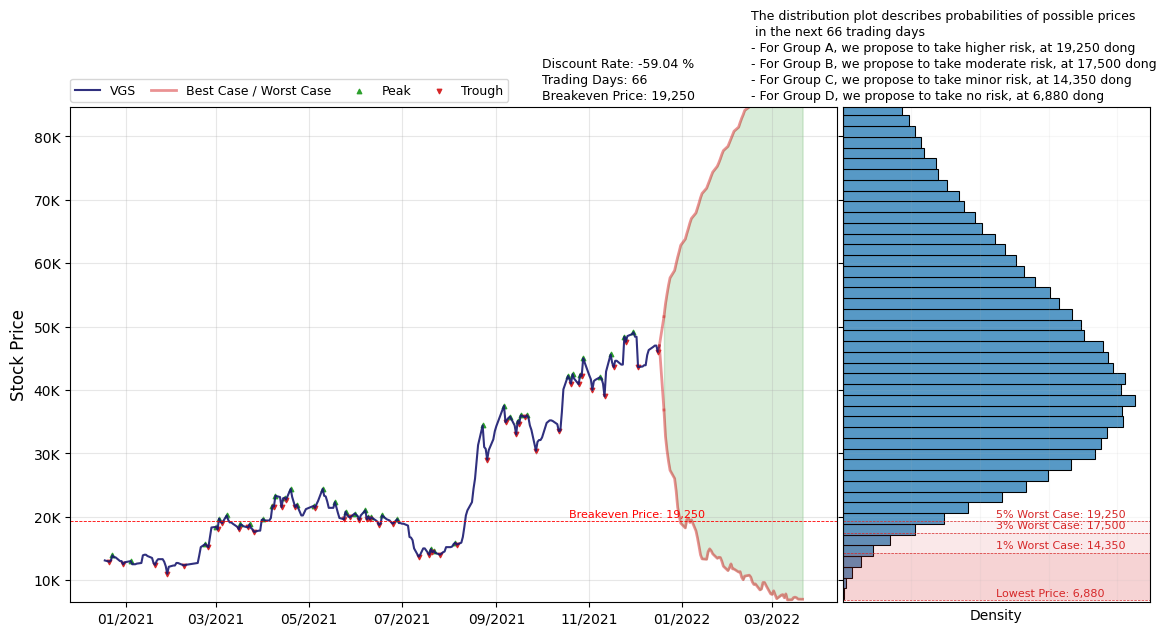 The distribution plot describes probabilities of possible prices
in the next 66 trading days
- For Group A, we propose to take higher risk, at 19,250 dong
- For Group B, we propose to take moderate risk, at 17,500 dong
- For Group C, we propose to take minor risk, at 14,350 dong
- For Group D, we propose to take no risk, at 6,880 dong
Discount Rate: -59.04 %
Trading Days: 66
Breakeven Price: 19,250
VGS
Best Case / Worst Case
Peak
Trough
Stock Price
80K
70K
60K
50K
40K
30K
20K
10K
Breakeven Price: 19,250
5% Worst Case: 19,250
3% Worst Case: 17,500
1% Worst Case: 14,350
Lowest Price: 6,880
01/2021
03/2021
05/2021
07/2021
09/2021
11/2021
01/2022
03/2022
Density